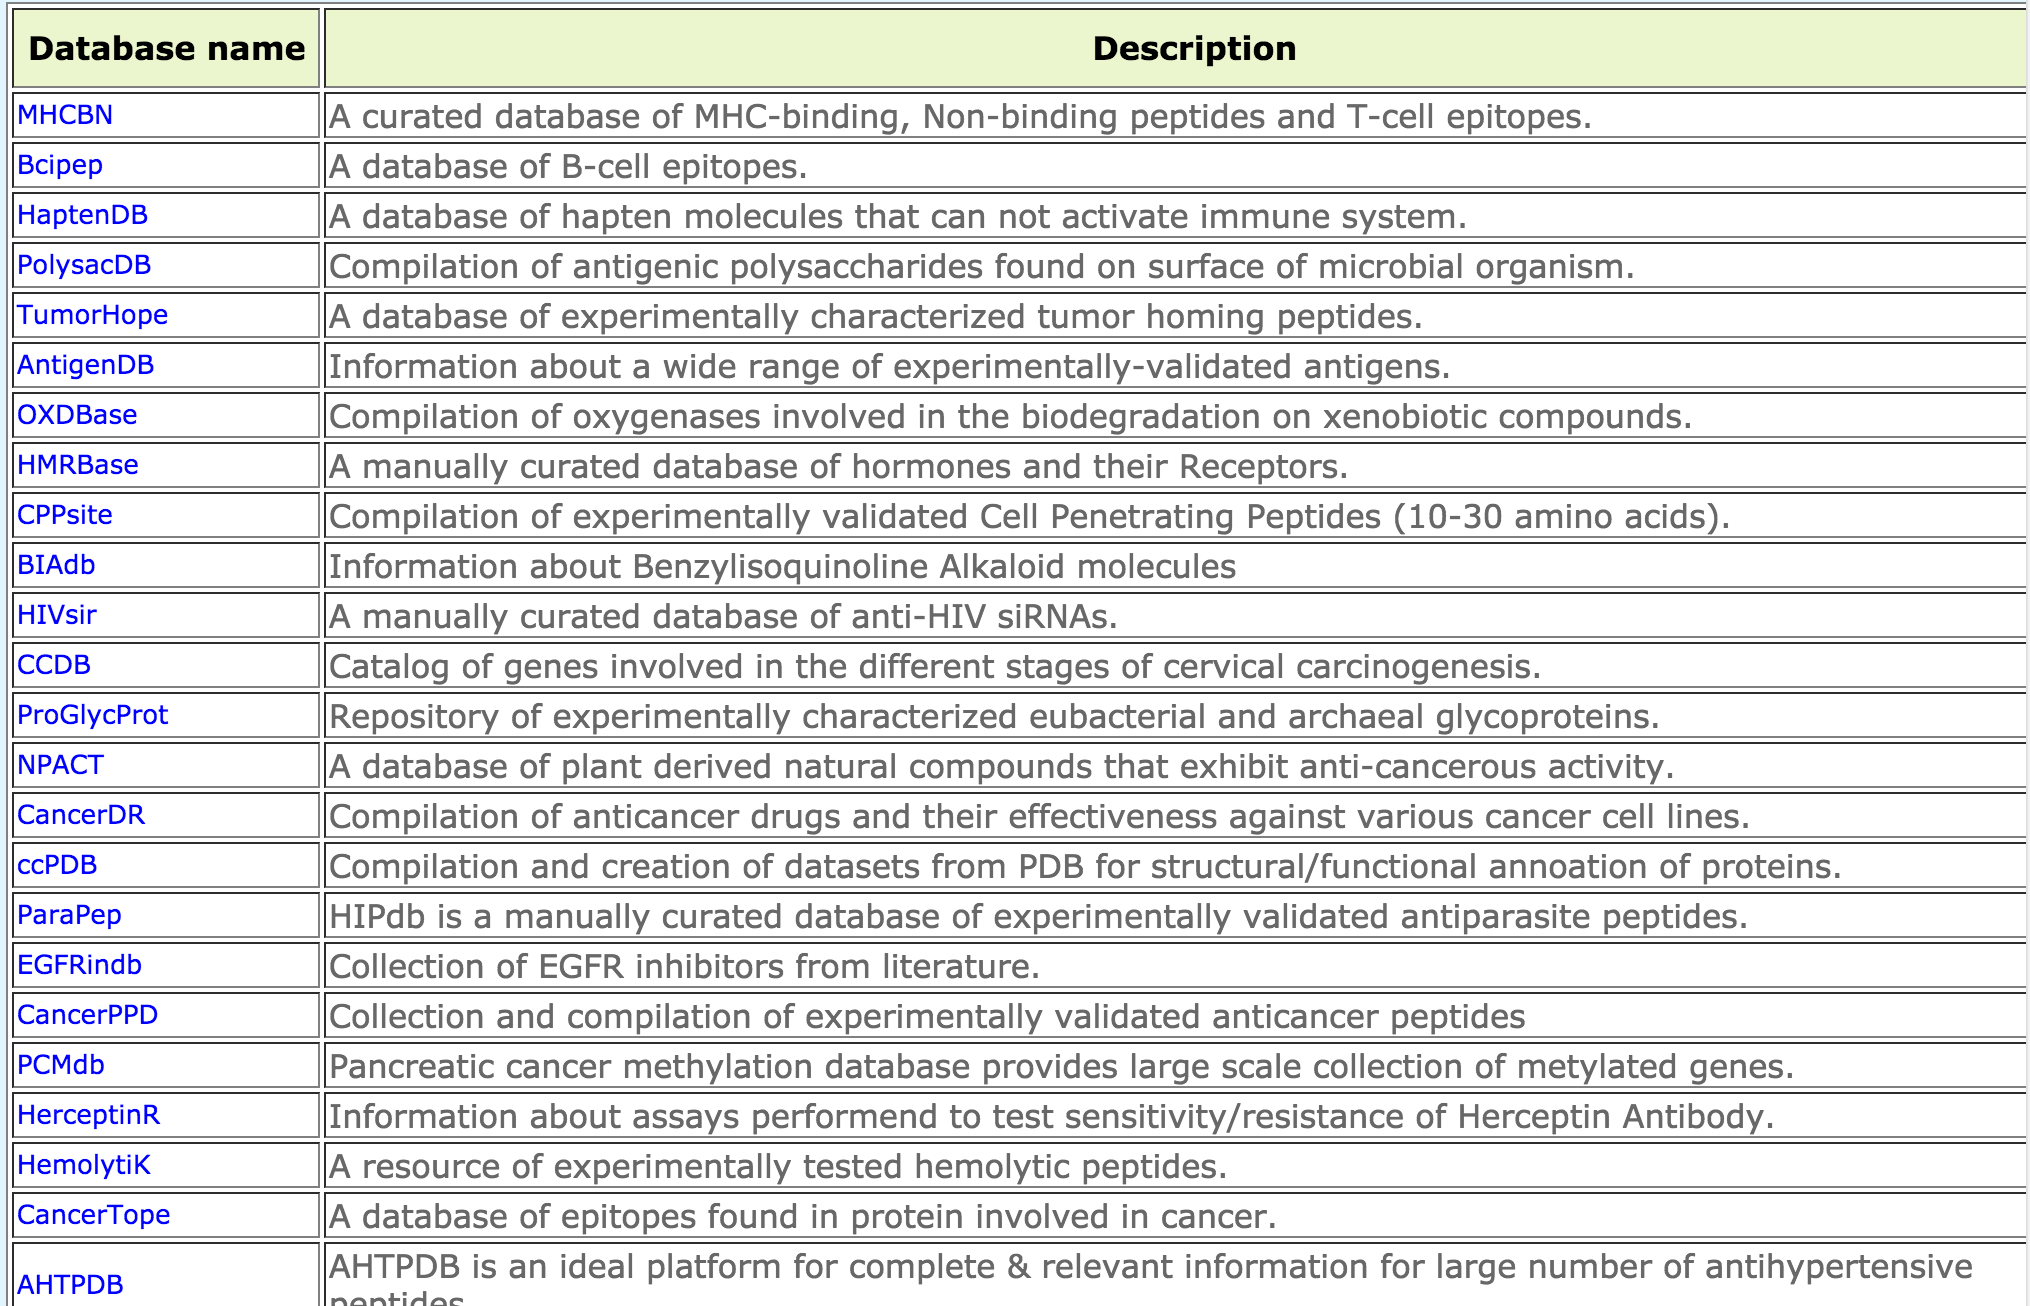 Database name Description
MHCBN A curated database of MHC-binding, Non-binding peptides and T-cell epitopes.
Bcipep A database of B-cell epitopes.
HaptenDB A database of hapten molecules that can not activate immune system.
PolysacDB Compilation of antigenic polysaccharides found on surface of microbial organism.
TumorHope A database of experimentally characterized tumor homing peptides.
AntigenDB Information about a wide range of experimentally-validated antigens.
OXDBase Compilation of oxygenases involved in the biodegradation on xenobiotic compounds.
HMRBase A manually curated database of hormones and their Receptors.
CPPsite Compilation of experimentally validated Cell Penetrating Peptides (10-30 amino acids).
BIAdb Information about Benzylisoquinoline Alkaloid molecules
HIVsir A manually curated database of anti-HIV siRNAs.
CCDB Catalog of genes involved in the different stages of cervical carcinogenesis.
ProGlycProt Repository of experimentally characterized eubacterial and archaeal glycoproteins.
NPACT A database of plant derived natural compounds that exhibit anti-cancerous activity.
CancerDR Compilation of anticancer drugs and their effectiveness against various cancer cell lines.
ccPDB Compilation and creation of datasets from PDB for structural/functional annoation of proteins.
ParaPep HIPdb is a manually curated database of experimentally validated antiparasite peptides.
EGFRindb Collection of EGFR inhibitors from literature.
CancerPPD Collection and compilation of experimentally validated anticancer peptides
PCMdb Pancreatic cancer methylation database provides large scale collection of metylated genes.
HerceptinR Information about assays performend to test sensitivity/resistance of Herceptin Antibody.
HemolytiK A resource of experimentally tested hemolytic peptides.
CancerTope A database of epitopes found in protein involved in cancer.
AHTPDB AHTPDB is an ideal platform for complete & relevant information for large number of antihypertensive
peptides